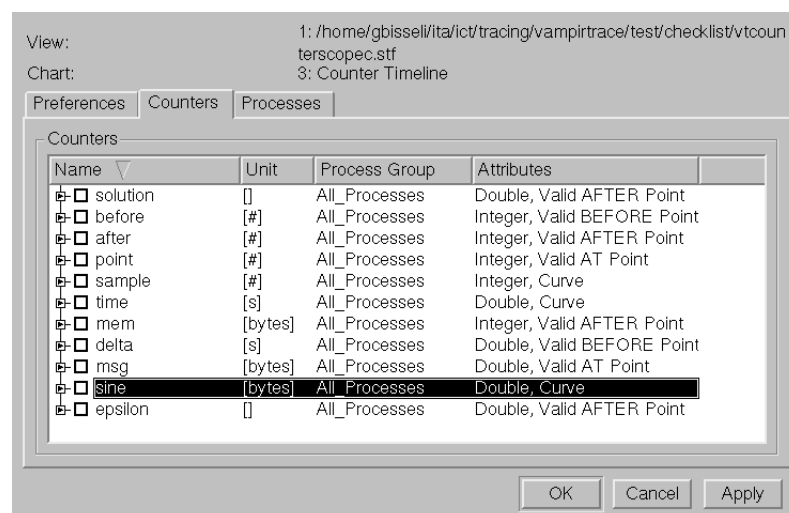 View: 1: /home/gbisseli/ita/ict/tracing/vampirtrace/test/checklist/vtcoun
terscopec.stf
Chart: 3: Counter Timeline
Preferences Counters Processes
Counters
Name Unit Process Group Attributes
solution [] All_Processes Double, Valid AFTER Point
before [#] All_Processes Integer, Valid BEFORE Point
after [#] All_Processes Integer, Valid AFTER Point
point [#] All_Processes Integer, Valid AT Point
sample [#] All_Processes Integer, Curve
time [s] All_Processes Double, Curve
mem [bytes] All_Processes Integer, Valid AFTER Point
delta [s] All_Processes Double, Valid BEFORE Point
msg [bytes] All_Processes Double, Valid AT Point
sine [bytes] All_Processes Double, Curve
epsilon [] All_Processes Double, Valid AFTER Point
OK Cancel Apply